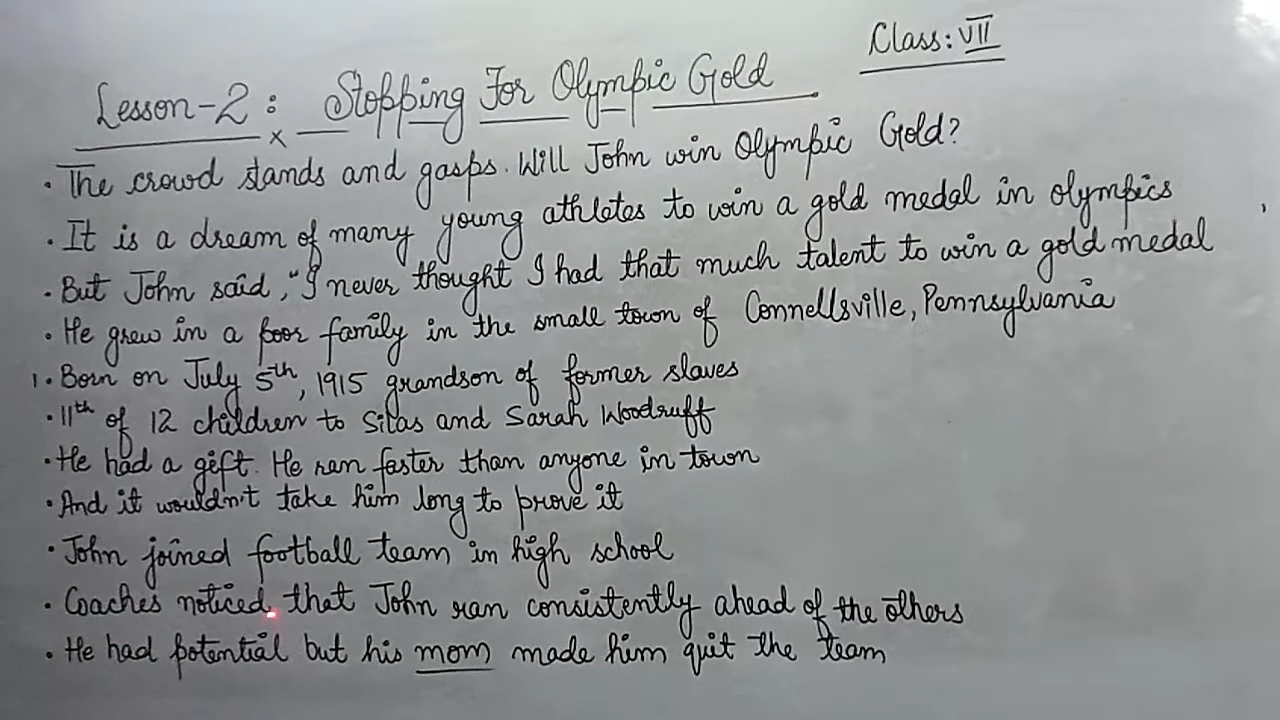 Class: VII
Lesson-2: Stopping For Olympic Gold
• The crowd stands and gasps. Will John win Olympic Gold?
• It is a dream of many young athletes to win a gold medal in olympics
• But John said, "I never thought I had that much talent to win a gold medal
• He grew in a poor family in the small town of Connellsville, Pennsylvania
1• Born on July 5th, 1915 grandson of former slaves
• 11th of 12 children to Silas and Sarah Woodruff
• He had a gift. He ran faster than anyone in town
• And it wouldn't take him long to prove it
• John joined football team in high school
• Coaches noticed that John ran consistently ahead of the others
• He had potential but his mom made him quit the team